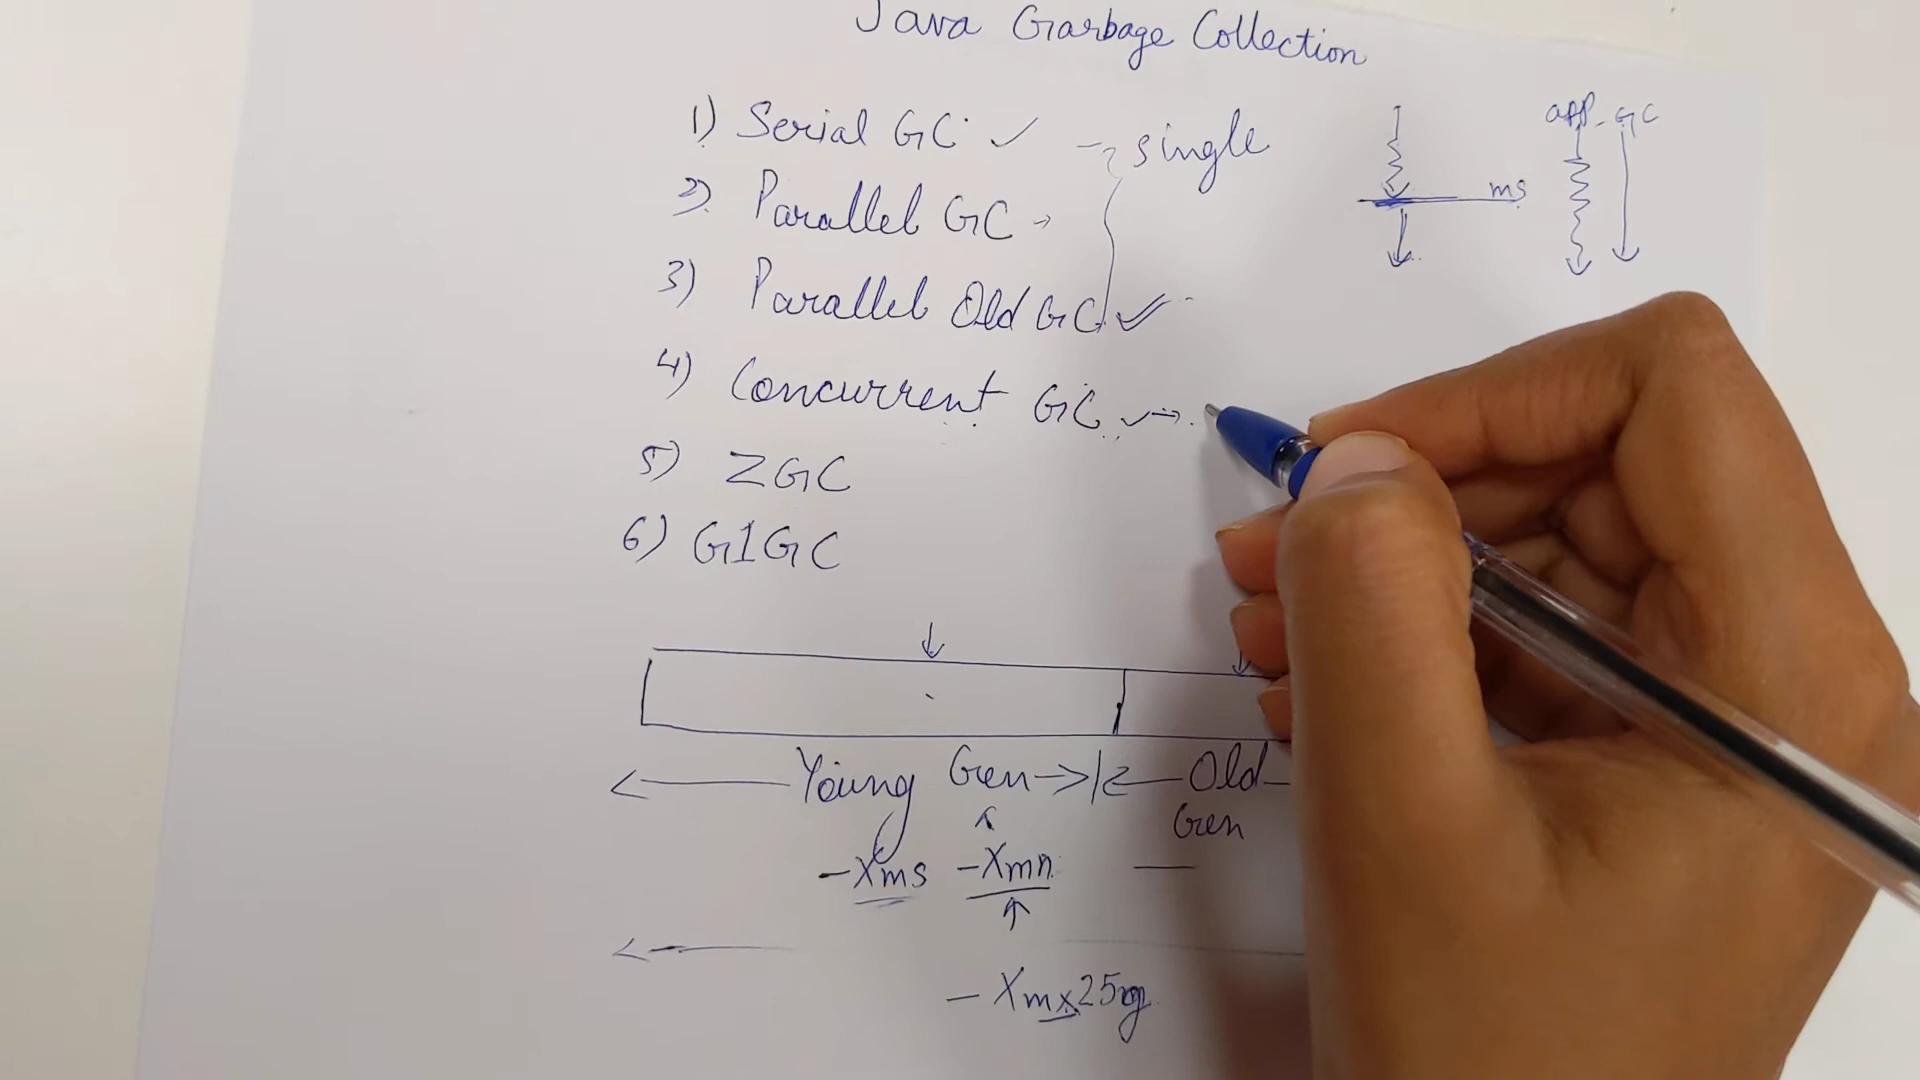 Java Garbage Collection
1) Serial GC - single
2) Parallel GC
3) Parallel Old GC
4) Concurrent GC
5) ZGC
6) G1GC
ms
app GC
Young Gen
Old Gen
-Xms -Xmn
- Xmx25g